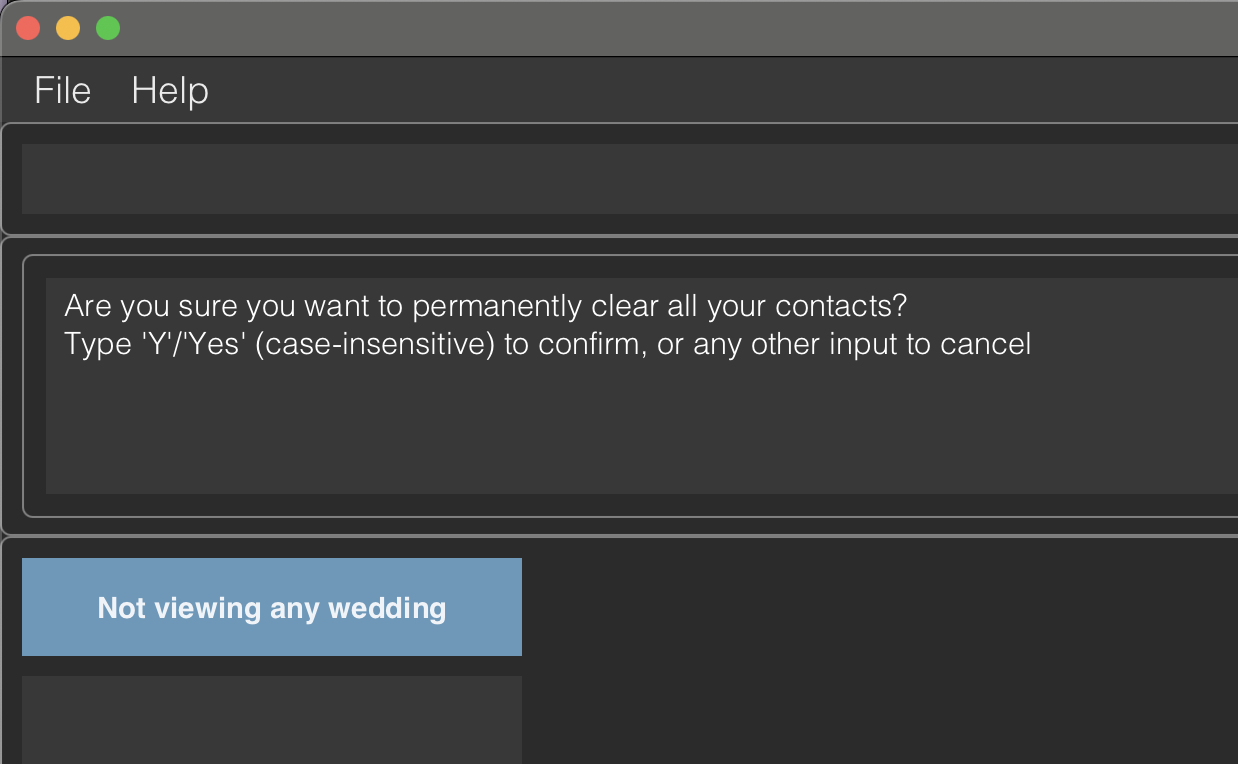 File Help
Are you sure you want to permanently clear all your contacts?
Type 'Y'/'Yes' (case-insensitive) to confirm, or any other input to cancel
Not viewing any wedding